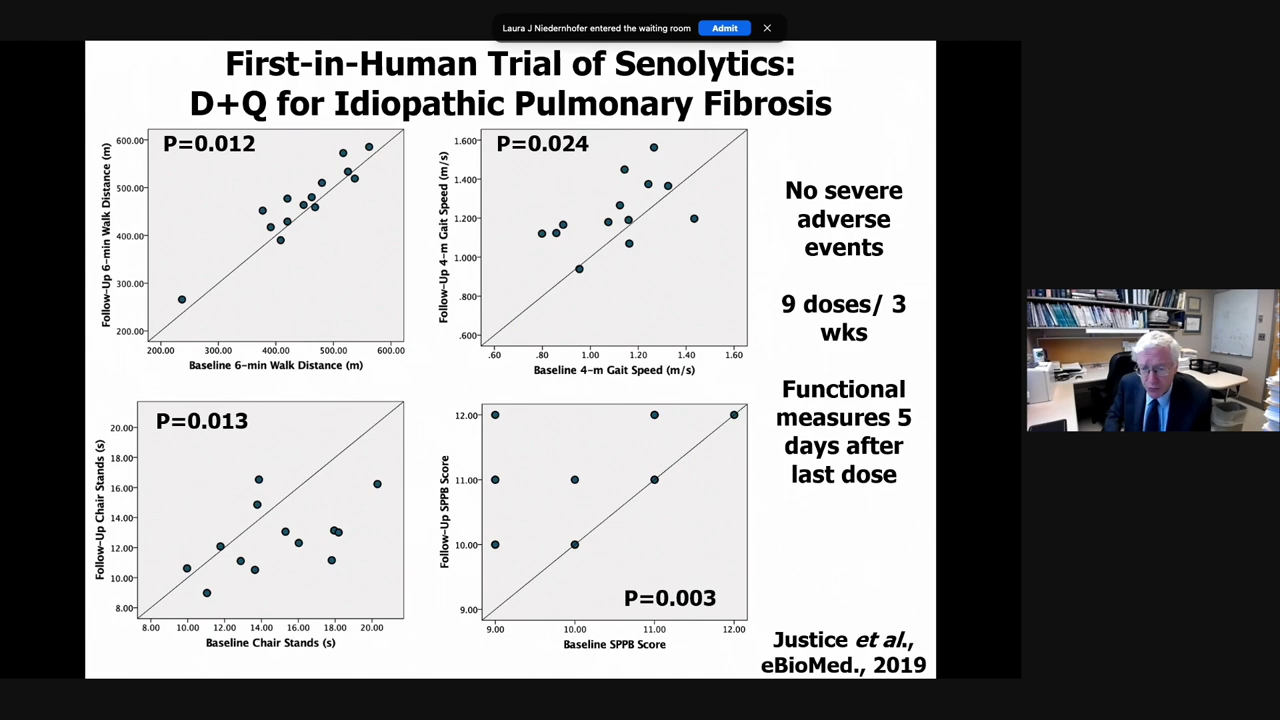 Laura J Niedernhofer entered the waiting room
Admit
First-in-Human Trial of Senolytics:
D+Q for Idiopathic Pulmonary Fibrosis
P=0.012
600.00
500.00
400.00
300.00
200.00
Follow-Up 6-min Walk Distance (m)
200.00 300.00 400.00 500.00 600.00
Baseline 6-min Walk Distance (m)
P=0.024
1.600
1.400
1.200
1.000
.800
.600
Follow-Up 4-m Gait Speed (m/s)
.60 .80 1.00 1.20 1.40 1.60
Baseline 4-m Gait Speed (m/s)
P=0.013
20.00
18.00
16.00
14.00
12.00
10.00
8.00
Follow-Up Chair Stands (s)
8.00 10.00 12.00 14.00 16.00 18.00 20.00
Baseline Chair Stands (s)
12.00
11.00
10.00
9.00
Follow-Up SPPB Score
P=0.003
9.00 10.00 11.00 12.00
Baseline SPPB Score
No severe
adverse
events
9 doses/ 3
wks
Functional
measures 5
days after
last dose
Justice et al.,
eBioMed., 2019